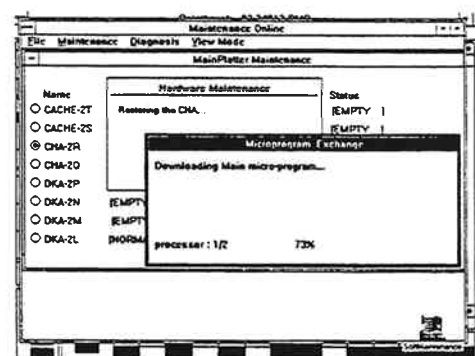 Maintenance Online
File Maintenance Diagnosis View Mode
MainPlatter Maintenance
Name
Hardware Maintenance
Status
CACHE-2T
Restoring the CHA...
[EMPTY ]
CACHE-2S
[EMPTY ]
CHA-2R
Microprogram Exchange
CHA-2Q
Downloading Main micro-program...
DKA-2P
DKA-2N
[EMPTY
DKA-2M
[EMPT
DKA-2L
[NORMA
processor : 1/2 73%